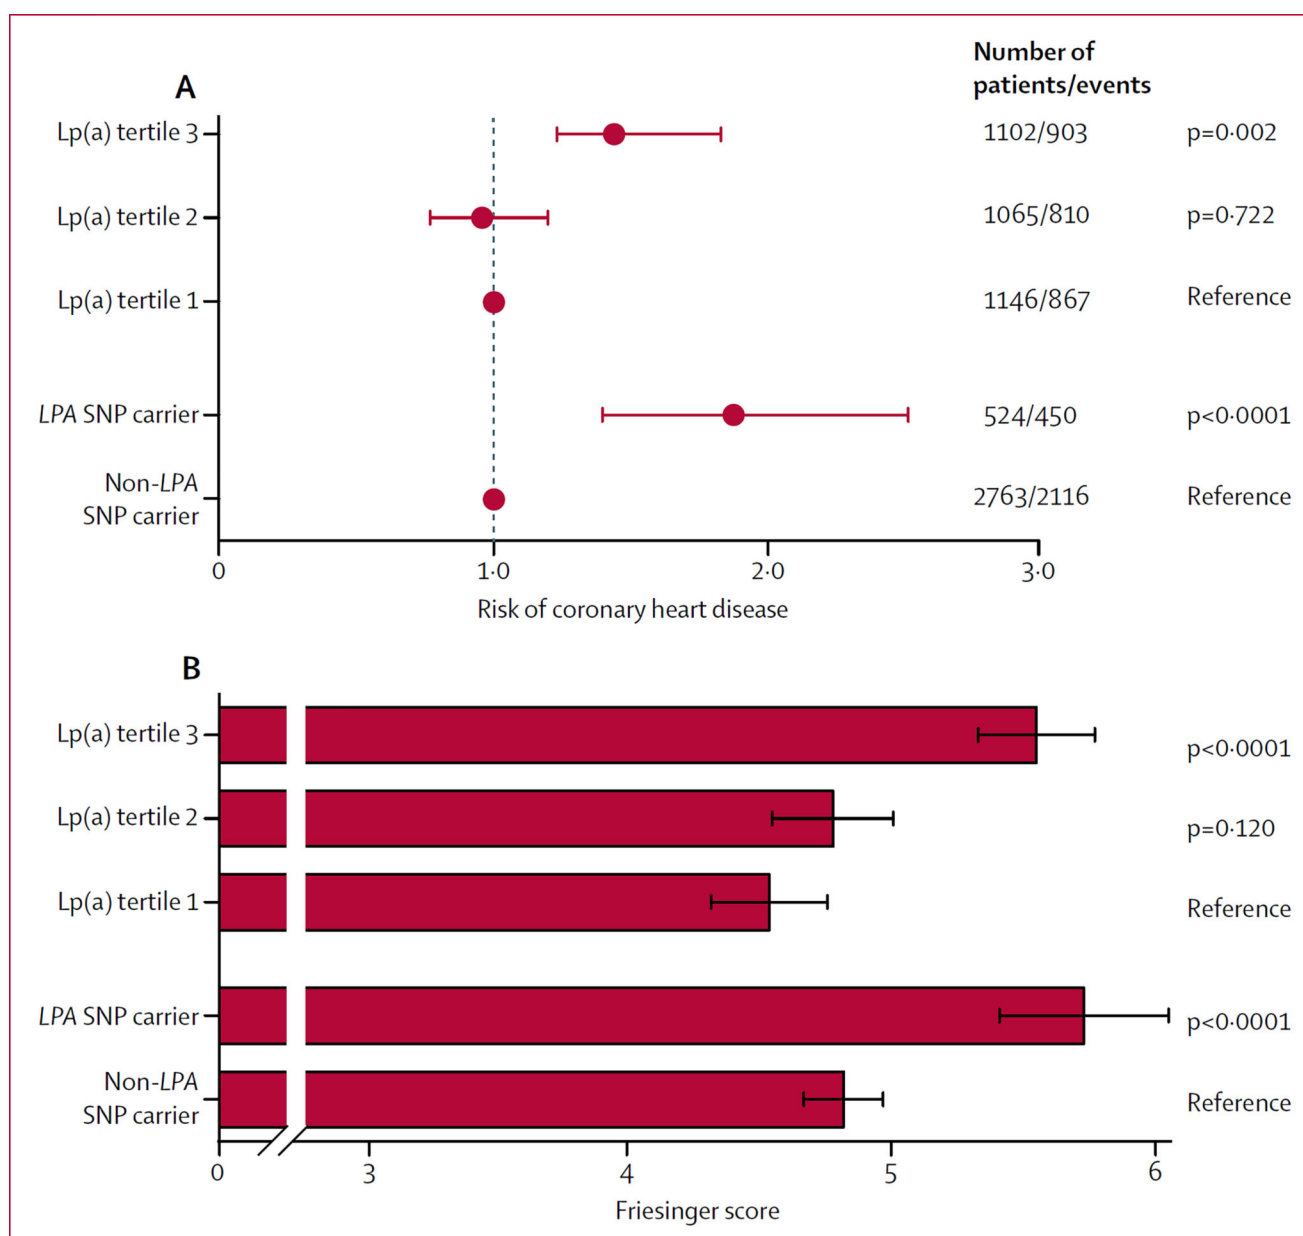 A
Number of
patients/events
Lp(a) tertile 3 1102/903 p=0·002
Lp(a) tertile 2 1065/810 p=0·722
Lp(a) tertile 1 1146/867 Reference
LPA SNP carrier 524/450 p<0·0001
Non-LPA
SNP carrier 2763/2116 Reference
0 1·0 2·0 3·0
Risk of coronary heart disease
B
Lp(a) tertile 3 p<0·0001
Lp(a) tertile 2 p=0·120
Lp(a) tertile 1 Reference
LPA SNP carrier p<0·0001
Non-LPA
SNP carrier Reference
0 3 4 5 6
Friesinger score